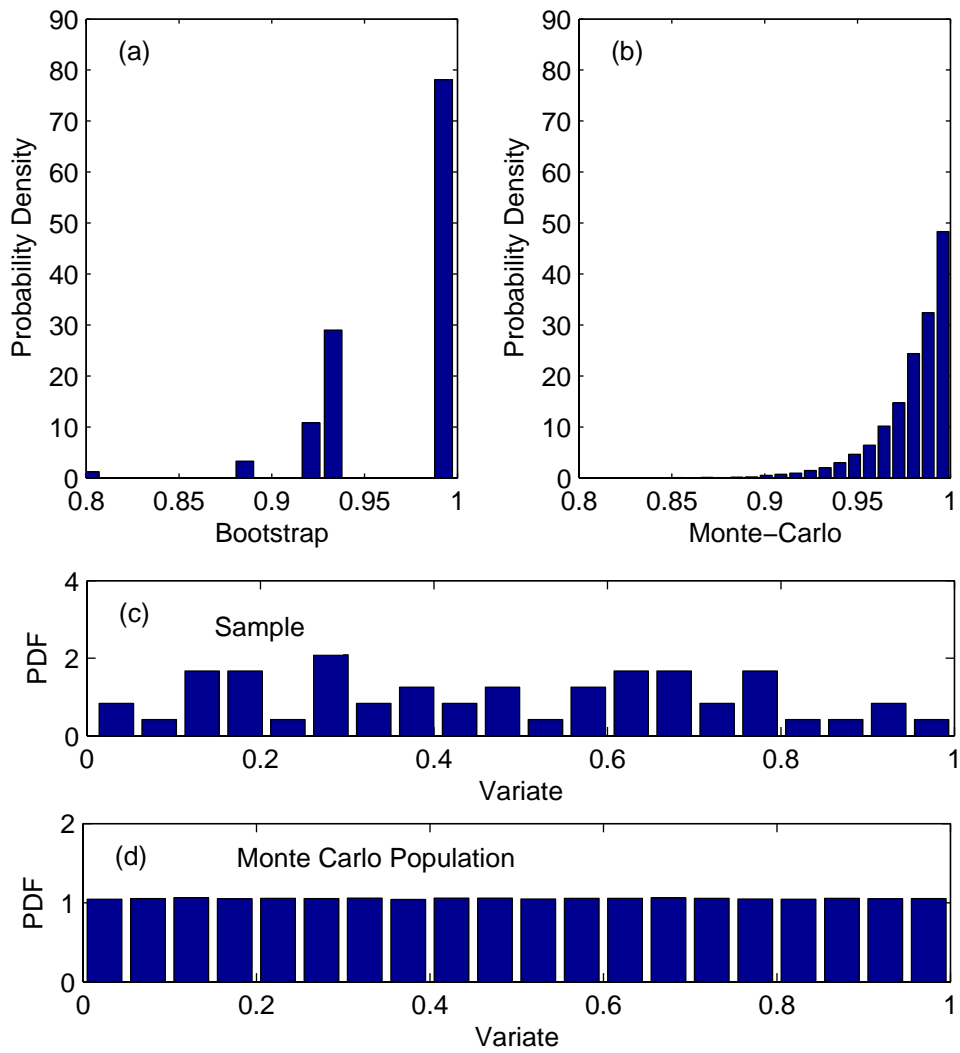 (a)
Probability Density
90
80
70
60
50
40
30
20
10
0
0.8 0.85 0.9 0.95 1
Bootstrap
(b)
Probability Density
90
80
70
60
50
40
30
20
10
0
0.8 0.85 0.9 0.95 1
Monte−Carlo
(c)
Sample
PDF
4
2
0
0 0.2 0.4 0.6 0.8 1
Variate
(d)
Monte Carlo Population
PDF
2
1
0
0 0.2 0.4 0.6 0.8 1
Variate